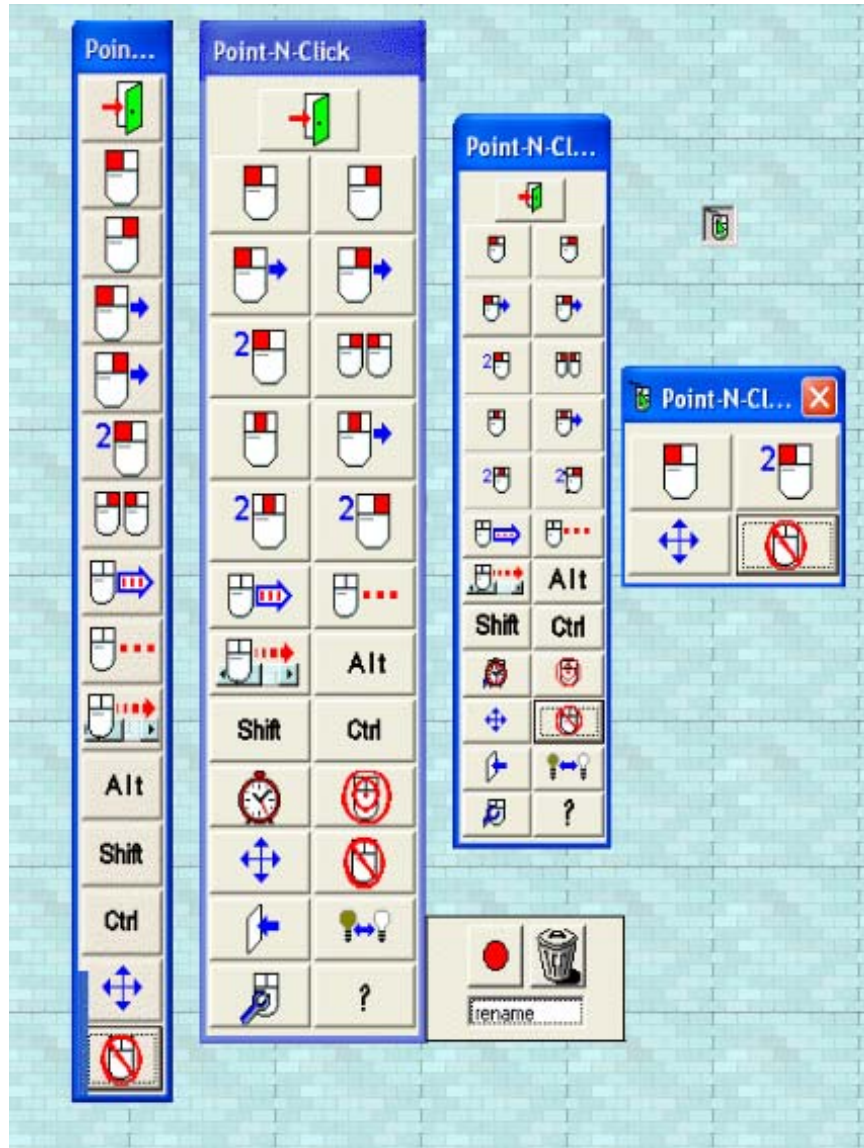 Poin...
2
Alt
Shift
Ctrl
Point-N-Click
2
2 2
Alt
Shift Ctrl
?
Point-N-Cl...
2
2 2
Alt
Shift Ctrl
?
Point-N-Cl...
2
rename